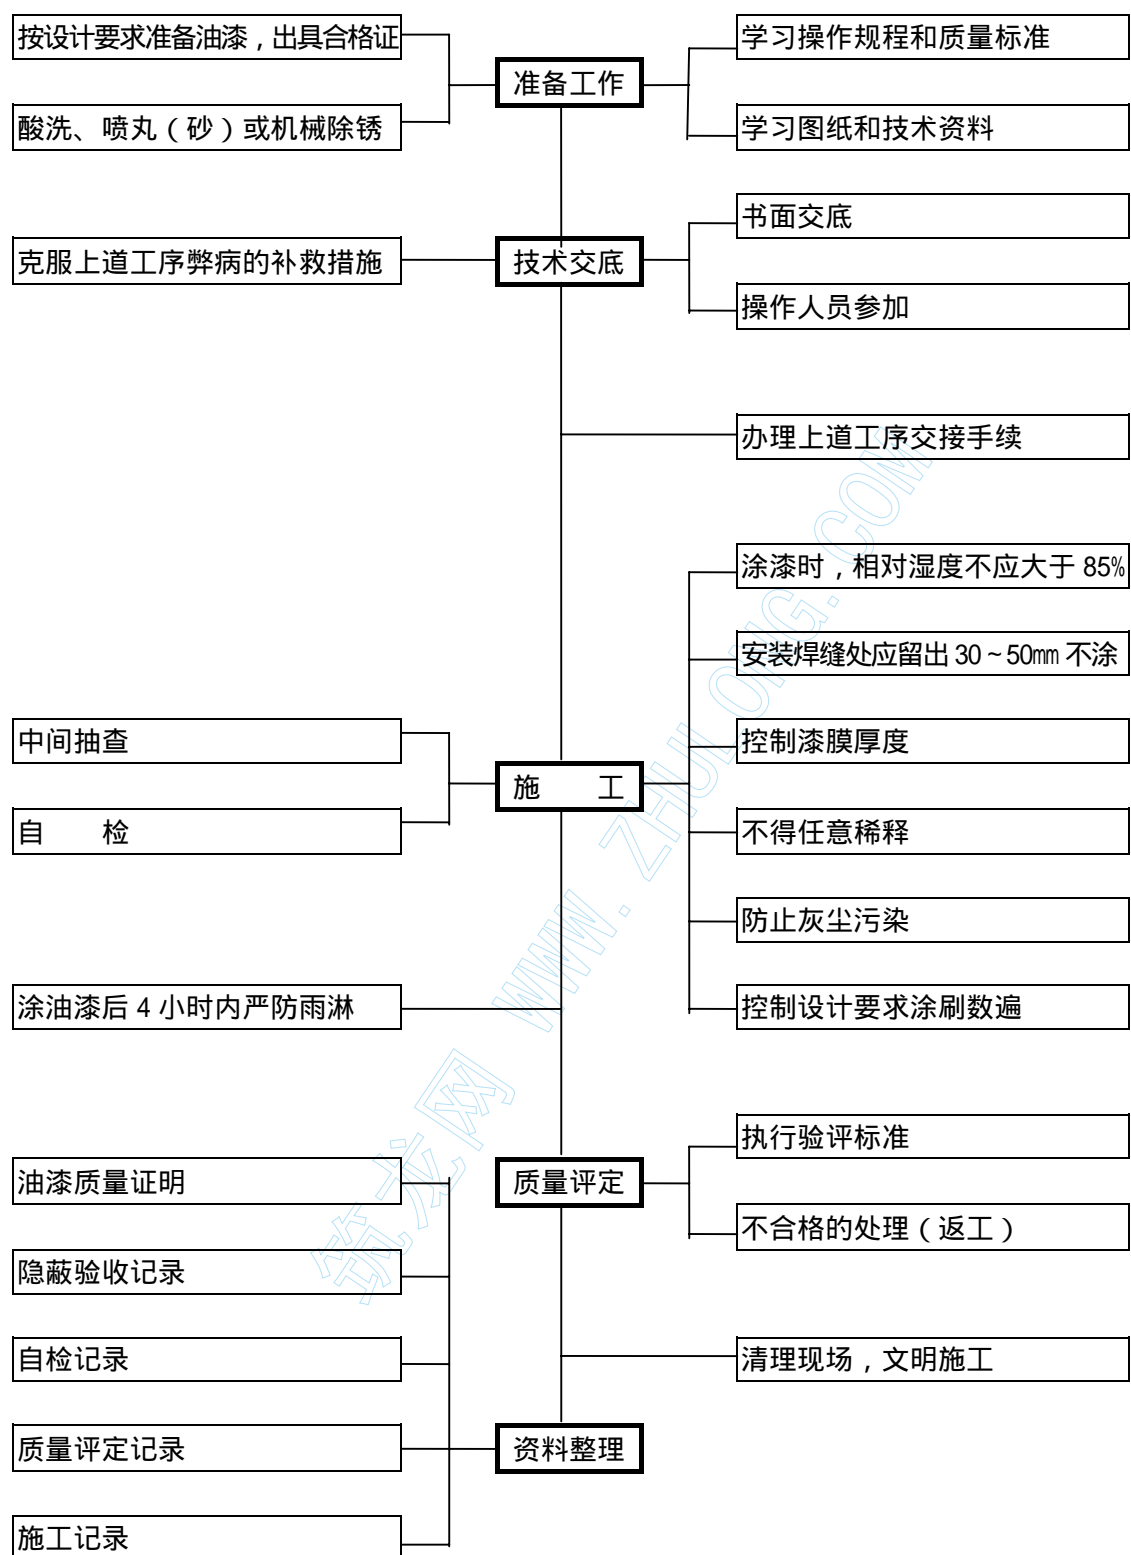 按设计要求准备油漆，出具合格证
学习操作规程和质量标准
准备工作
酸洗、喷丸（砂）或机械除锈
学习图纸和技术资料
书面交底
克服上道工序弊病的补救措施
技术交底
操作人员参加
办理上道工序交接手续
涂漆时，相对湿度不应大于 85%
安装焊缝处应留出 30～50㎜ 不涂
中间抽查
控制漆膜厚度
施　　工
自　　检
不得任意稀释
防止灰尘污染
涂油漆后 4 小时内严防雨淋
控制设计要求涂刷数遍
执行验评标准
油漆质量证明
质量评定
不合格的处理（返工）
隐蔽验收记录
自检记录
清理现场，文明施工
质量评定记录
资料整理
施工记录
筑龙网 WWW.ZHULONG.COM